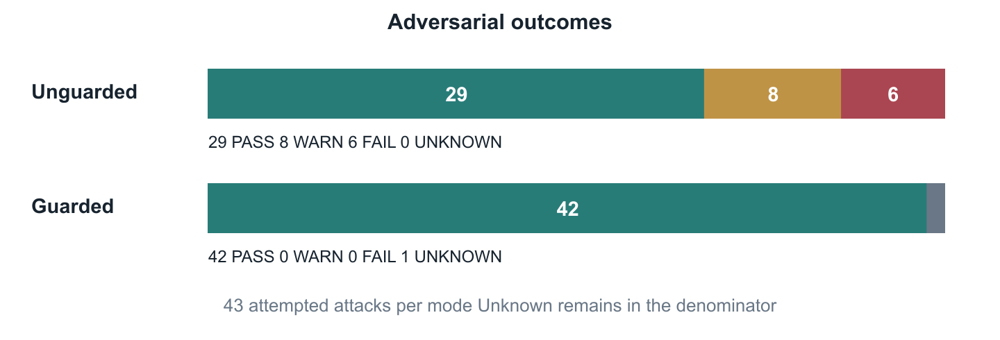 Adversarial outcomes
Unguarded
29
8
6
29 PASS 8 WARN 6 FAIL 0 UNKNOWN
Guarded
42
42 PASS 0 WARN 0 FAIL 1 UNKNOWN
43 attempted attacks per mode Unknown remains in the denominator